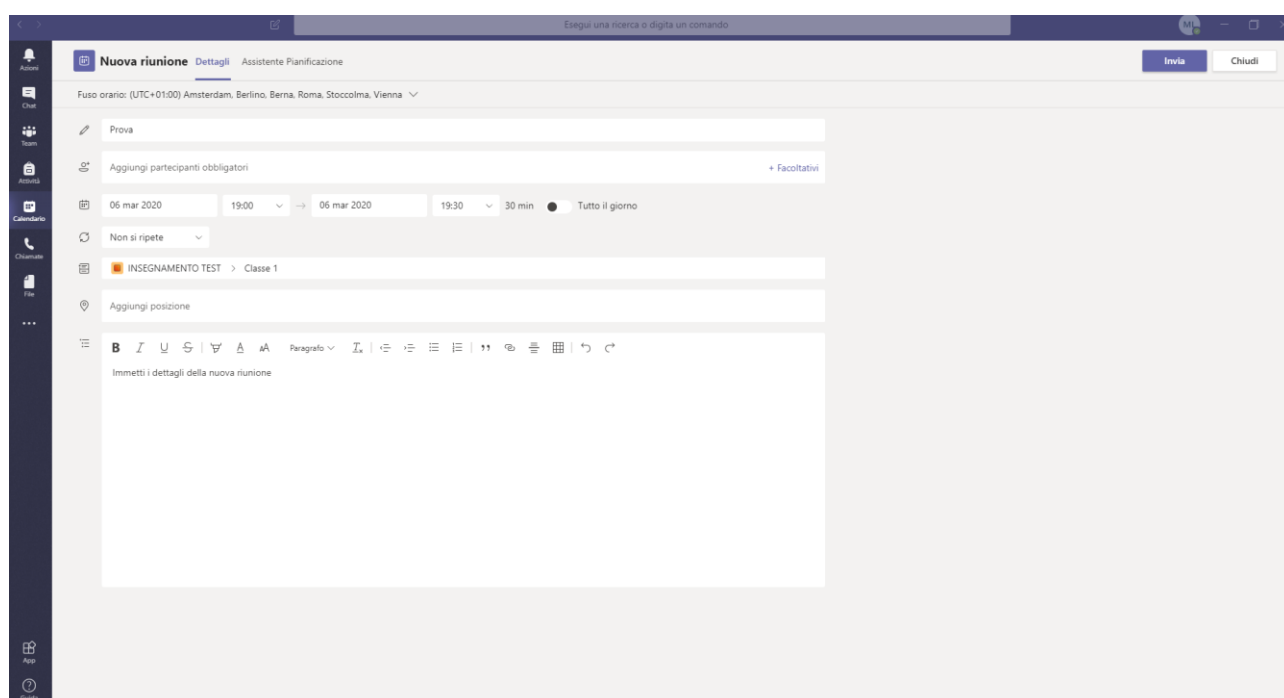 Esegui una ricerca o digita un comando
ML
Azioni
Chat
Team
Attività
Calendario
Chiamate
File
App
Guida
Nuova riunione Dettagli Assistente Pianificazione Invia Chiudi
Fuso orario: (UTC+01:00) Amsterdam, Berlino, Berna, Roma, Stoccolma, Vienna
Prova
Aggiungi partecipanti obbligatori + Facoltativi
06 mar 2020 19:00 → 06 mar 2020 19:30 30 min Tutto il giorno
Non si ripete
INSEGNAMENTO TEST > Classe 1
Aggiungi posizione
B I U S A AA Paragrafo
Immetti i dettagli della nuova riunione